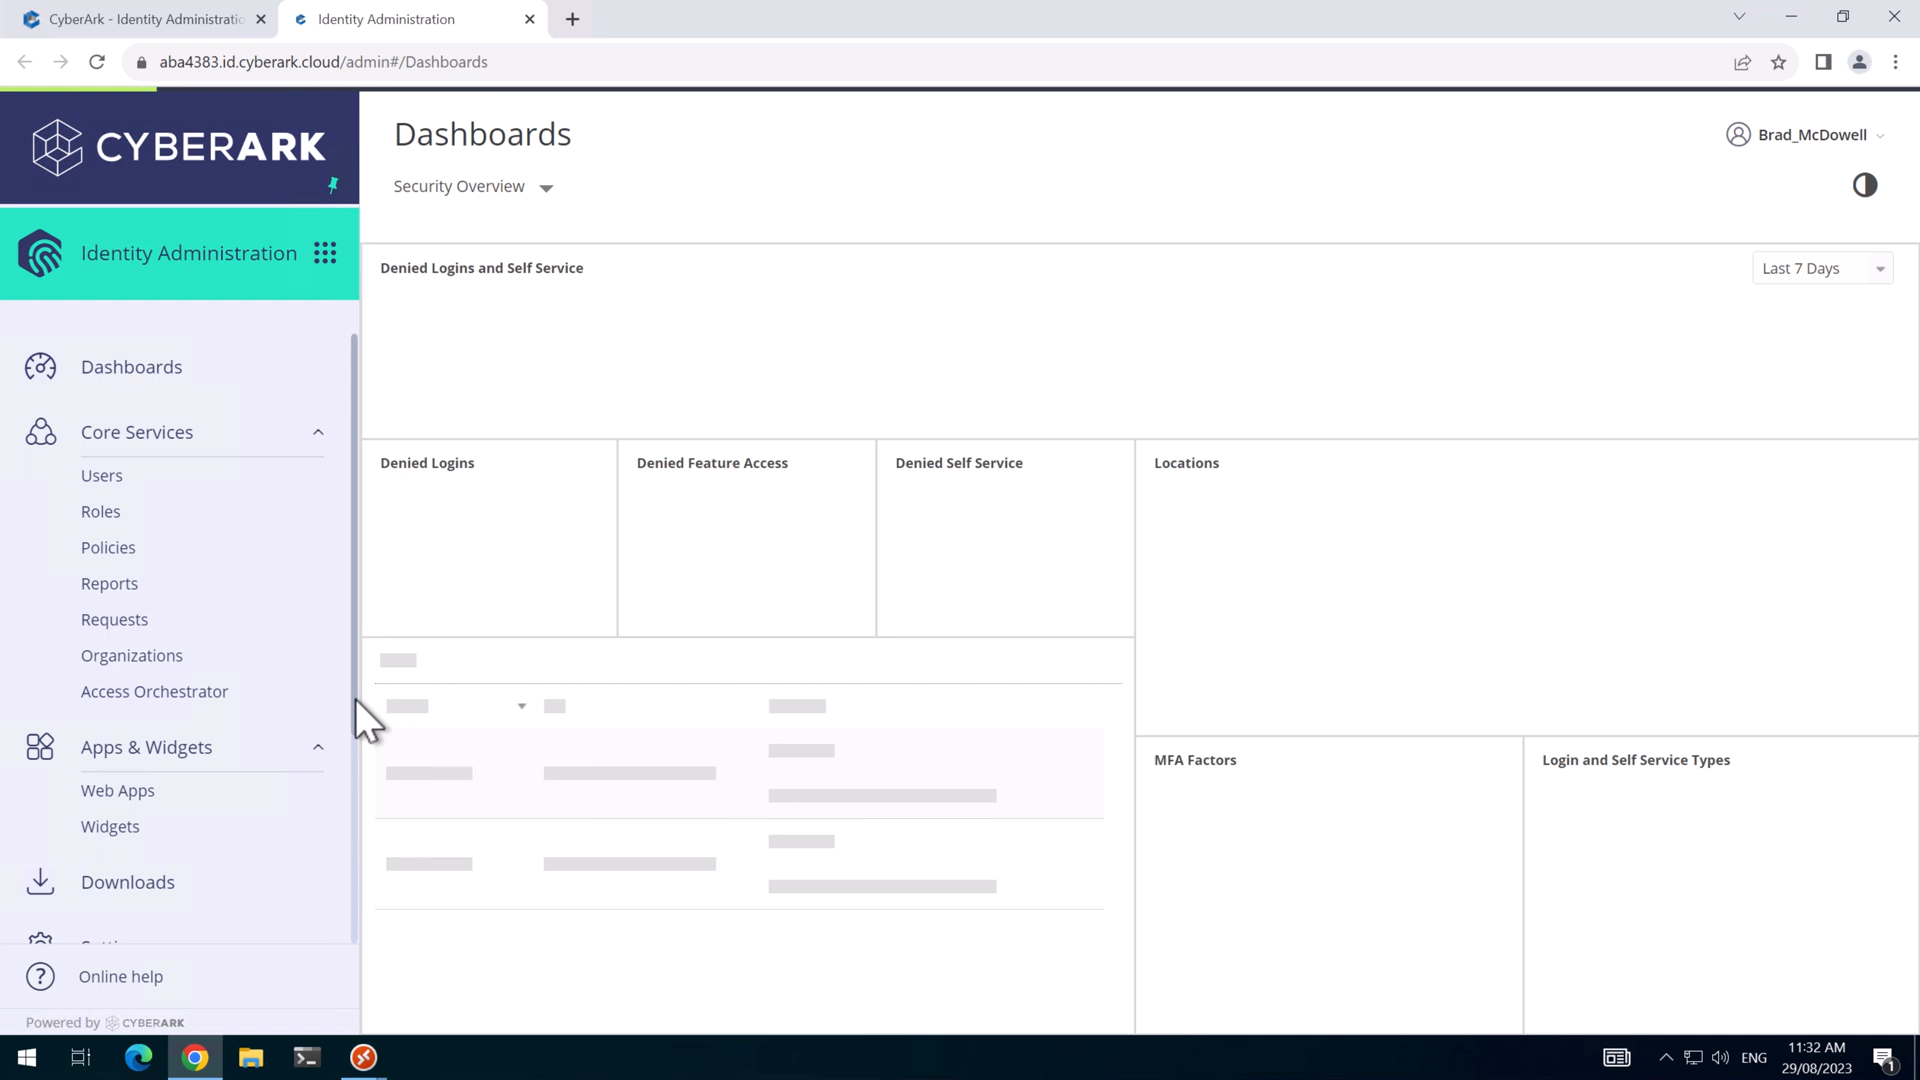 CyberArk - Identity Administratio
Identity Administration
aba4383.id.cyberark.cloud/admin#/Dashboards
CYBERARK
Identity Administration
Dashboards
Core Services
Users
Roles
Policies
Reports
Requests
Organizations
Access Orchestrator
Apps & Widgets
Web Apps
Widgets
Downloads
Online help
Powered by CYBERARK
Dashboards
Brad_McDowell
Security Overview
Denied Logins and Self Service
Last 7 Days
Denied Logins
Denied Feature Access
Denied Self Service
Locations
MFA Factors
Login and Self Service Types
ENG
11:32 AM
29/08/2023
1